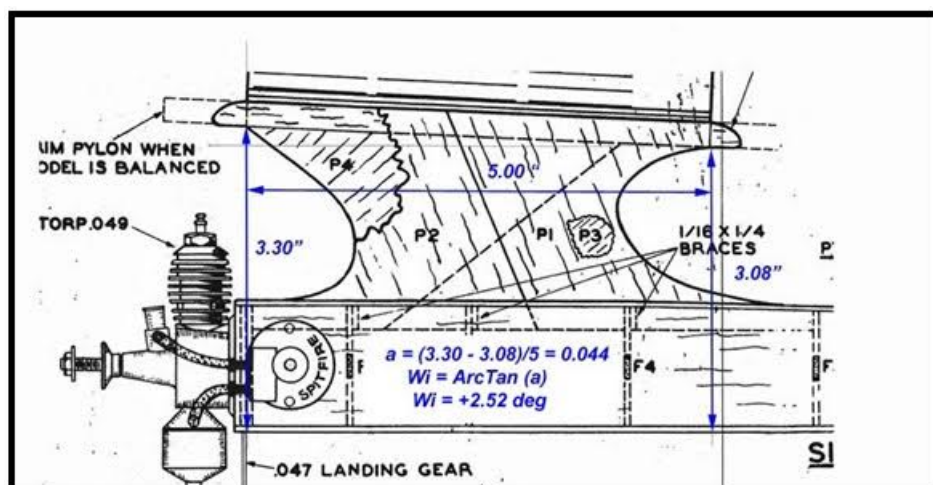 P4
5.00 "
IM PYLON WHEN
ODEL IS BALANCED
TORP.049
1/16 X 1/4
BRACES
P2
P1
P3
3.30"
3.08"
SPITFIRE
a = (3.30 - 3.08)/5 = 0.044
Wi = ArcTan (a)
Wi = +2.52 deg
F4
F
.047 LANDING GEAR